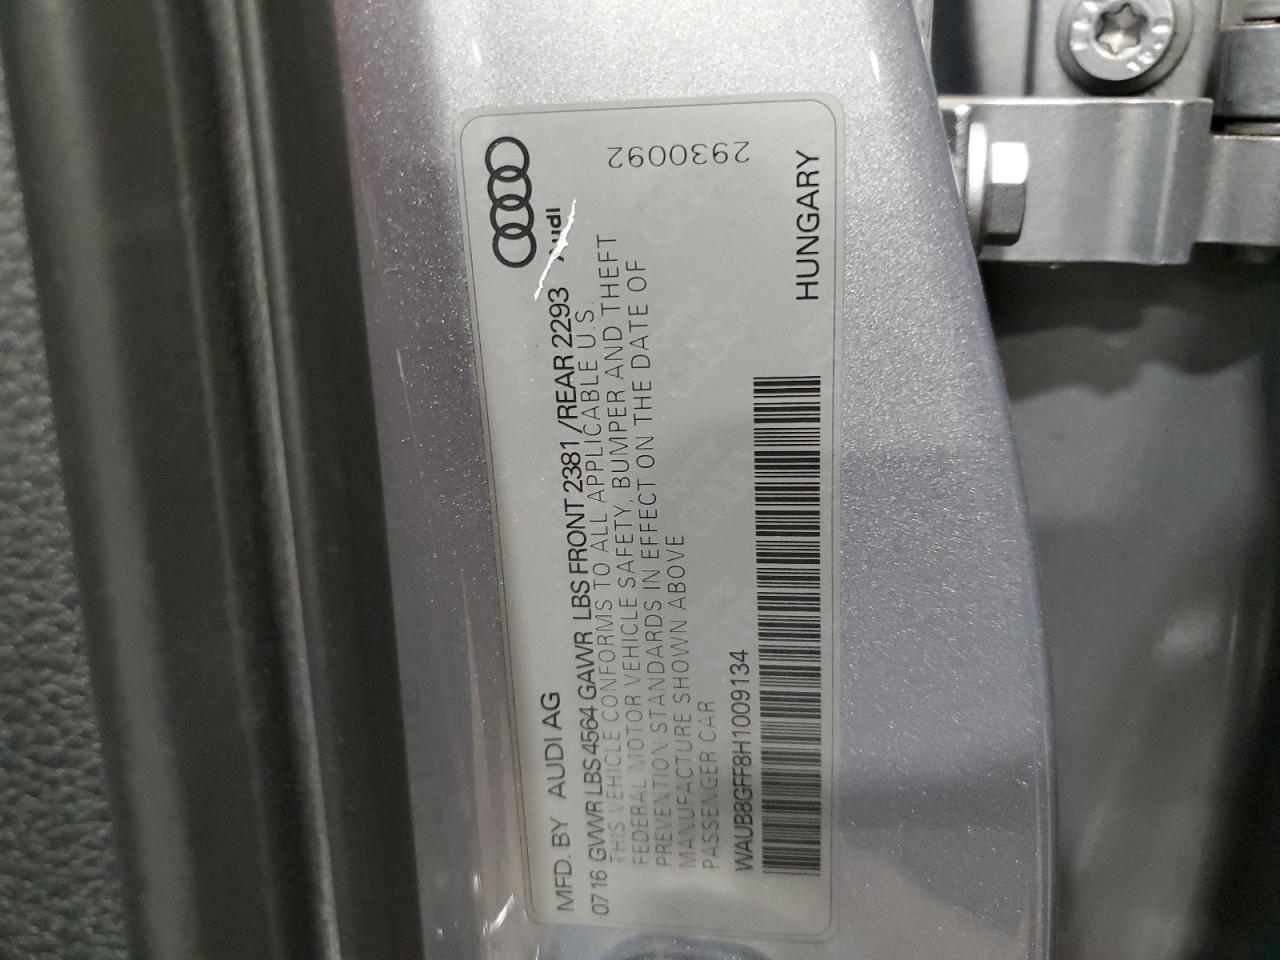 Audi
2930092
MFD. BY AUDI AG
0716 GVWR LBS 4564 GAWR LBS FRONT 2381 /REAR 2293
THIS VEHICLE CONFORMS TO ALL APPLICABLE U.S.
FEDERAL MOTOR VEHICLE SAFETY, BUMPER AND THEFT
PREVENTION STANDARDS IN EFFECT ON THE DATE OF
MANUFACTURE SHOWN ABOVE
PASSENGER CAR
WAUB8GFF8H1009134
HUNGARY